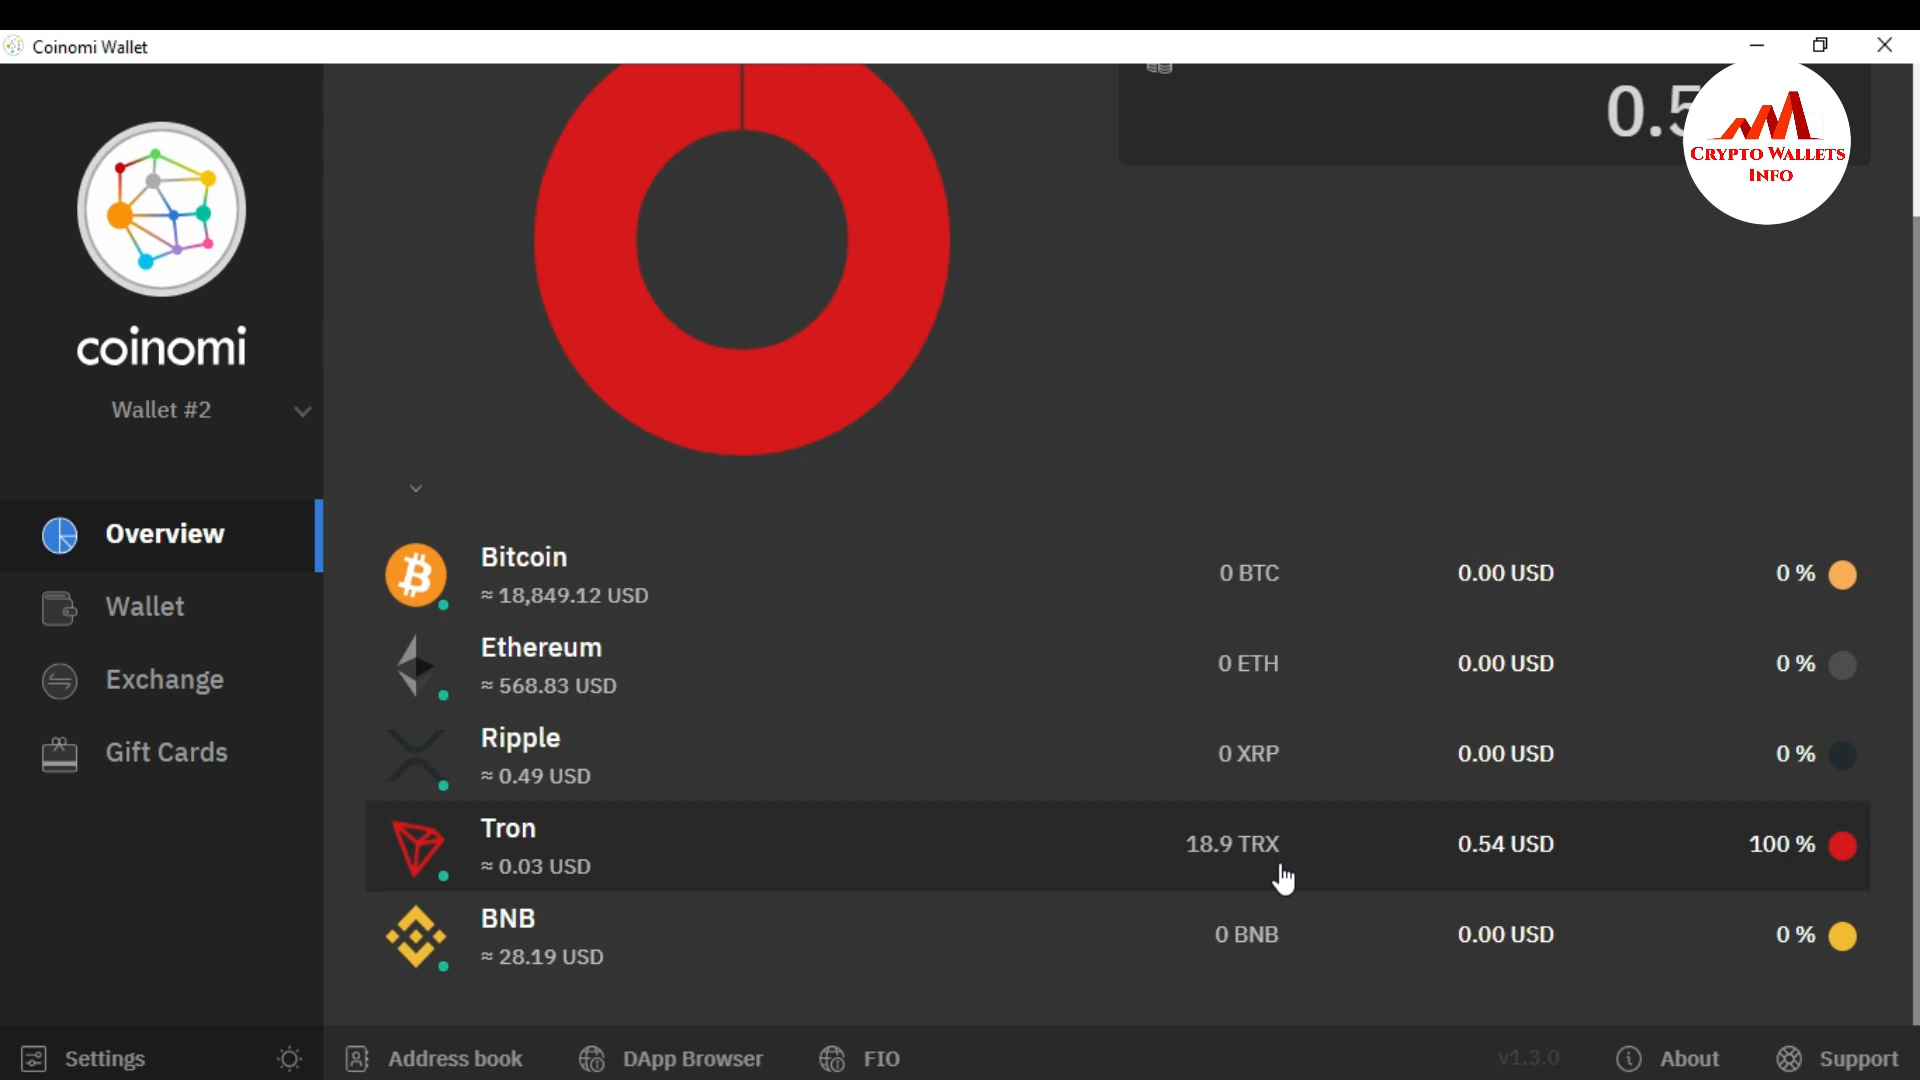 Coinomi Wallet
0.5
CRYPTO WALLETS
INFO
coinomi
Wallet #2
Overview
Wallet
Exchange
Gift Cards
Bitcoin
≈ 18,849.12 USD
0 BTC
0.00 USD
0 %
Ethereum
≈ 568.83 USD
0 ETH
0.00 USD
0 %
Ripple
≈ 0.49 USD
0 XRP
0.00 USD
0 %
Tron
≈ 0.03 USD
18.9 TRX
0.54 USD
100 %
BNB
≈ 28.19 USD
0 BNB
0.00 USD
0 %
Settings
Address book
DApp Browser
FIO
v1.3.0
About
Support